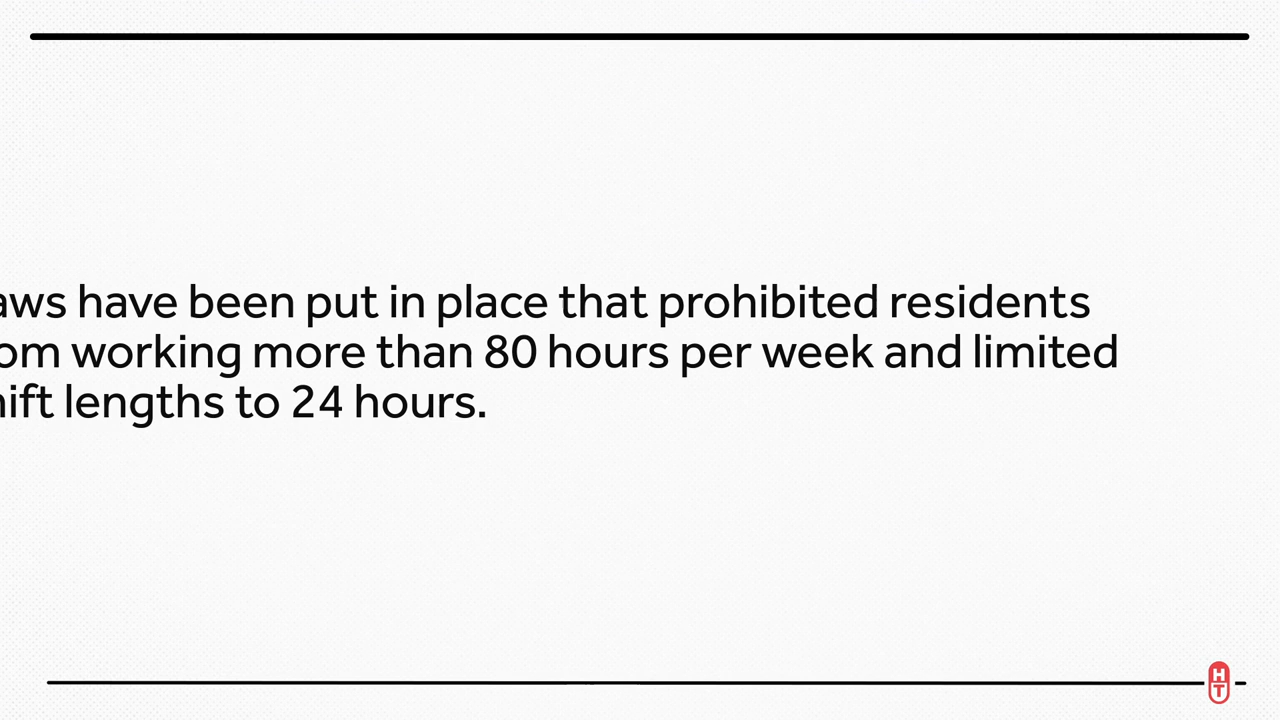 aws have been put in place that prohibited residents
om working more than 80 hours per week and limited
ift lengths to 24 hours.
H
T